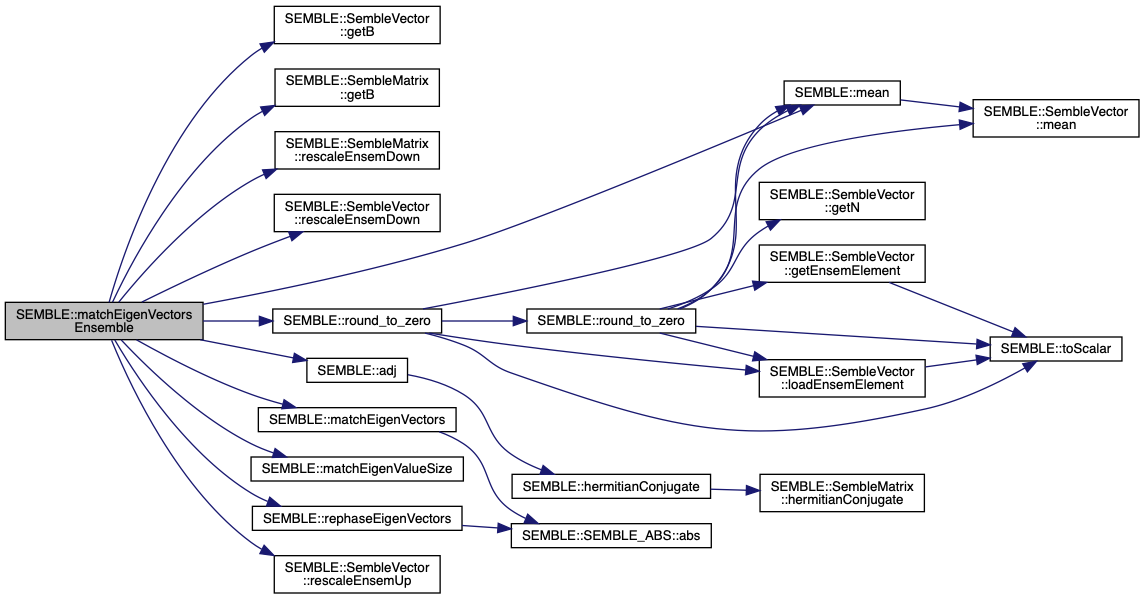 SEMBLE::SembleVector
::getB
SEMBLE::SembleMatrix
::getB
SEMBLE::SembleMatrix
::rescaleEnsemDown
SEMBLE::SembleVector
::rescaleEnsemDown
SEMBLE::matchEigenVectors
Ensemble
SEMBLE::round_to_zero
SEMBLE::adj
SEMBLE::matchEigenVectors
SEMBLE::matchEigenValueSize
SEMBLE::rephaseEigenVectors
SEMBLE::SembleVector
::rescaleEnsemUp
SEMBLE::round_to_zero
SEMBLE::hermitianConjugate
SEMBLE::SEMBLE_ABS::abs
SEMBLE::mean
SEMBLE::SembleVector
::getN
SEMBLE::SembleVector
::getEnsemElement
SEMBLE::SembleVector
::loadEnsemElement
SEMBLE::SembleMatrix
::hermitianConjugate
SEMBLE::SembleVector
::mean
SEMBLE::toScalar